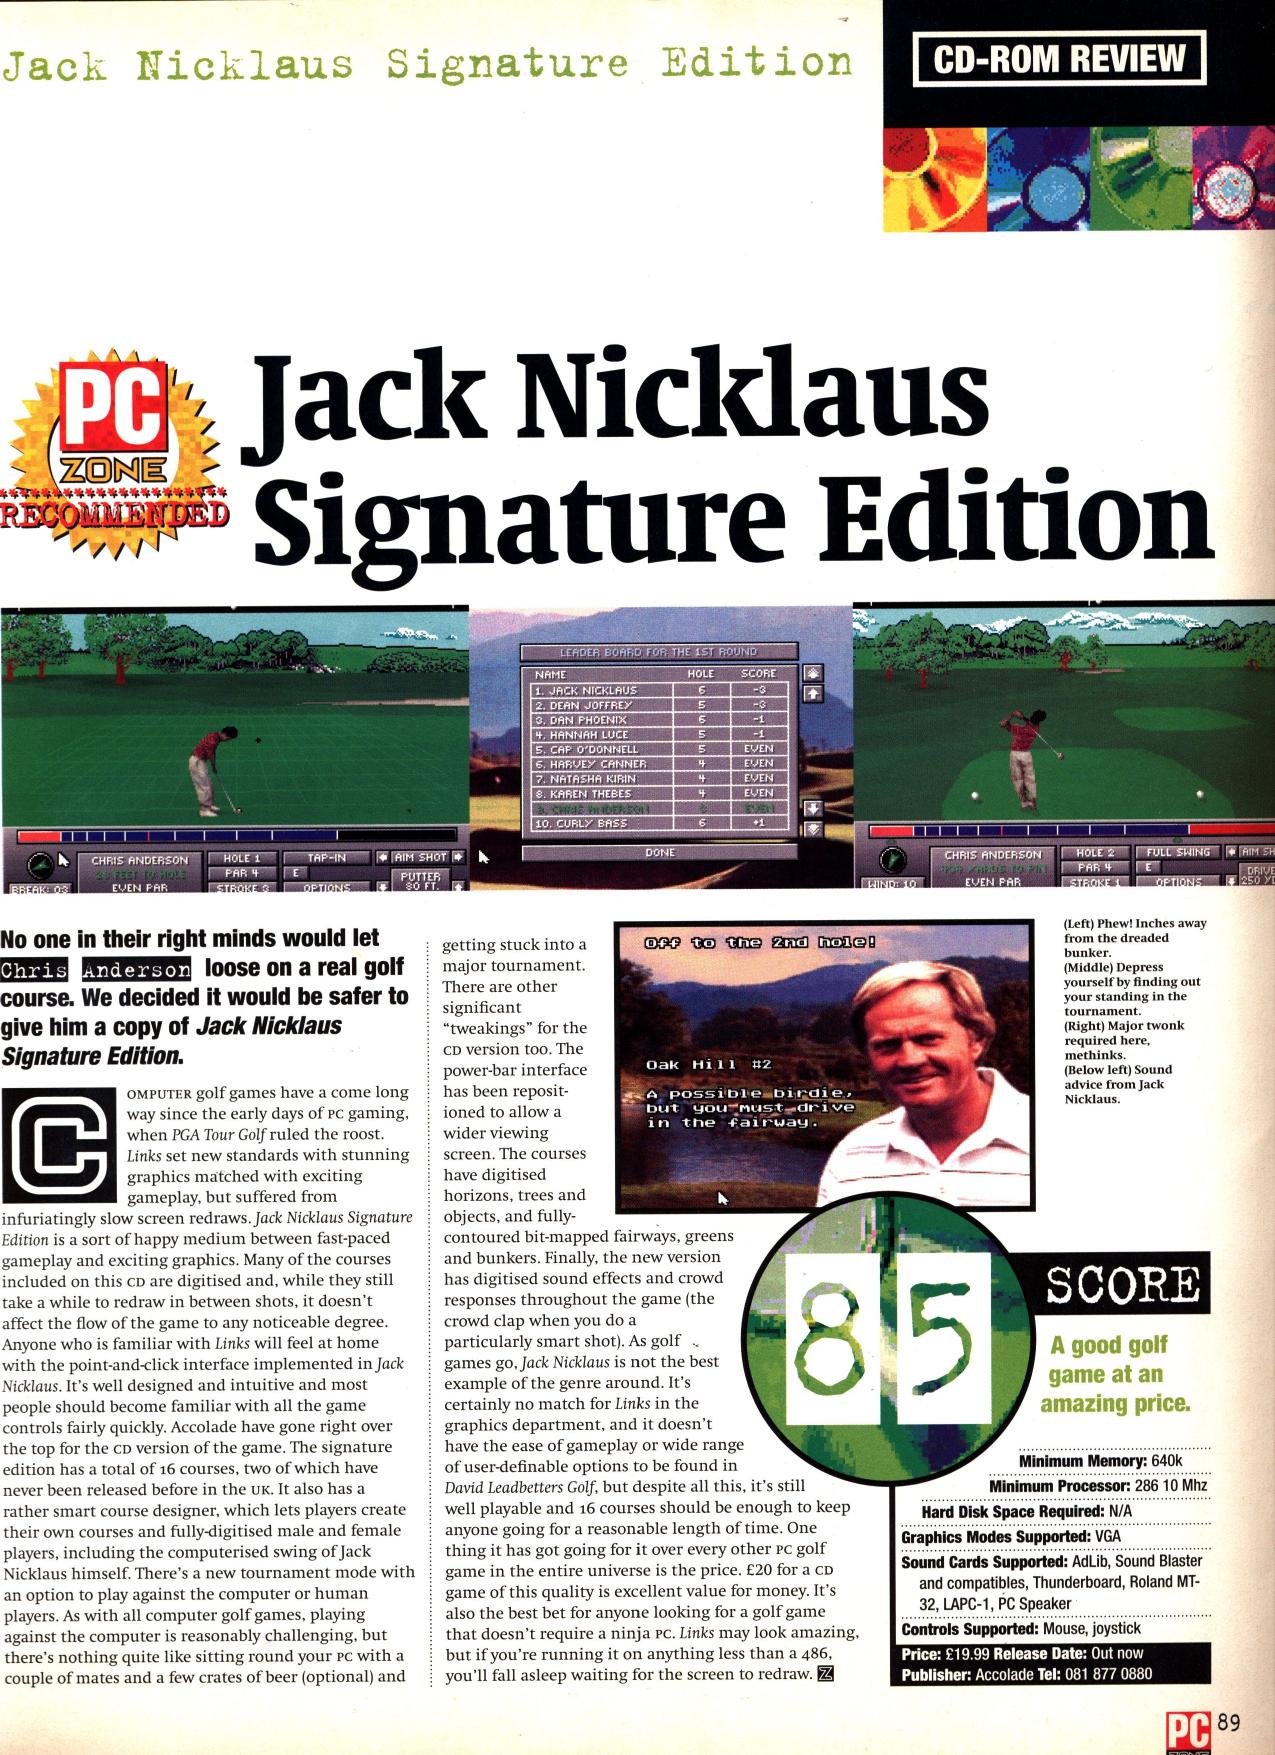 Jack Nicklaus Signature Edition
CD-ROM REVIEW
PC
ZONE
RECOMMENDED
Jack Nicklaus
Signature Edition
LEADER BOARD FOR THE 1ST ROUND
NAME HOLE SCORE
1. JACK NICKLAUS 6 -3
2. DEAN JOFFREY 5 -3
3. DAN PHOENIX 6 -1
4. HANNAH LUCE 5 -1
5. CAP O'DONNELL 5 EVEN
6. HARVEY CANNER 4 EVEN
7. NATASHA KIRIN 4 EVEN
8. KAREN THEBES 4 EVEN
9. CHRIS ANDERSON EVEN
10. CURLY BASS 6 +1
DONE
CHRIS ANDERSON
FEET TO HOLE
EVEN PAR
HOLE 1
PAR 4 E
STROKE 3
TAP-IN
OPTIONS
AIM SHOT
PUTTER
30 FT.
BREAK: 03
CHRIS ANDERSON
YARDS TO PIN
EVEN PAR
HOLE 2
PAR 4 E
STROKE 1
FULL SWING
OPTIONS
AIM SH
DRIVE
250 YD
WIND: 10
No one in their right minds would let
Chris Anderson loose on a real golf
course. We decided it would be safer to
give him a copy of Jack Nicklaus
Signature Edition.
COMPUTER golf games have a come long
way since the early days of PC gaming,
when PGA Tour Golf ruled the roost.
Links set new standards with stunning
graphics matched with exciting
gameplay, but suffered from
infuriatingly slow screen redraws. Jack Nicklaus Signature
Edition is a sort of happy medium between fast-paced
gameplay and exciting graphics. Many of the courses
included on this CD are digitised and, while they still
take a while to redraw in between shots, it doesn't
affect the flow of the game to any noticeable degree.
Anyone who is familiar with Links will feel at home
with the point-and-click interface implemented in Jack
Nicklaus. It's well designed and intuitive and most
people should become familiar with all the game
controls fairly quickly. Accolade have gone right over
the top for the CD version of the game. The signature
edition has a total of 16 courses, two of which have
never been released before in the UK. It also has a
rather smart course designer, which lets players create
their own courses and fully-digitised male and female
players, including the computerised swing of Jack
Nicklaus himself. There's a new tournament mode with
an option to play against the computer or human
players. As with all computer golf games, playing
against the computer is reasonably challenging, but
there's nothing quite like sitting round your PC with a
couple of mates and a few crates of beer (optional) and
getting stuck into a
major tournament.
There are other
significant
"tweakings" for the
CD version too. The
power-bar interface
has been reposit-
ioned to allow a
wider viewing
screen. The courses
have digitised
horizons, trees and
objects, and fully-
contoured bit-mapped fairways, greens
and bunkers. Finally, the new version
has digitised sound effects and crowd
responses throughout the game (the
crowd clap when you do a
particularly smart shot). As golf
games go, Jack Nicklaus is not the best
example of the genre around. It's
certainly no match for Links in the
graphics department, and it doesn't
have the ease of gameplay or wide range
of user-definable options to be found in
David Leadbetters Golf, but despite all this, it's still
well playable and 16 courses should be enough to keep
anyone going for a reasonable length of time. One
thing it has got going for it over every other PC golf
game in the entire universe is the price. £20 for a CD
game of this quality is excellent value for money. It's
also the best bet for anyone looking for a golf game
that doesn't require a ninja PC. Links may look amazing,
but if you're running it on anything less than a 486,
you'll fall asleep waiting for the screen to redraw. Z
Off to the 2nd hole!
Oak Hill #2
A possible birdie,
but you must drive
in the fairway.
(Left) Phew! Inches away
from the dreaded
bunker.
(Middle) Depress
yourself by finding out
your standing in the
tournament.
(Right) Major twonk
required here,
methinks.
(Below left) Sound
advice from Jack
Nicklaus.
85
SCORE
A good golf
game at an
amazing price.
Minimum Memory: 640k
Minimum Processor: 286 10 Mhz
Hard Disk Space Required: N/A
Graphics Modes Supported: VGA
Sound Cards Supported: AdLib, Sound Blaster
and compatibles, Thunderboard, Roland MT-
32, LAPC-1, PC Speaker
Controls Supported: Mouse, joystick
Price: £19.99 Release Date: Out now
Publisher: Accolade Tel: 081 877 0880
PC
ZONE
89